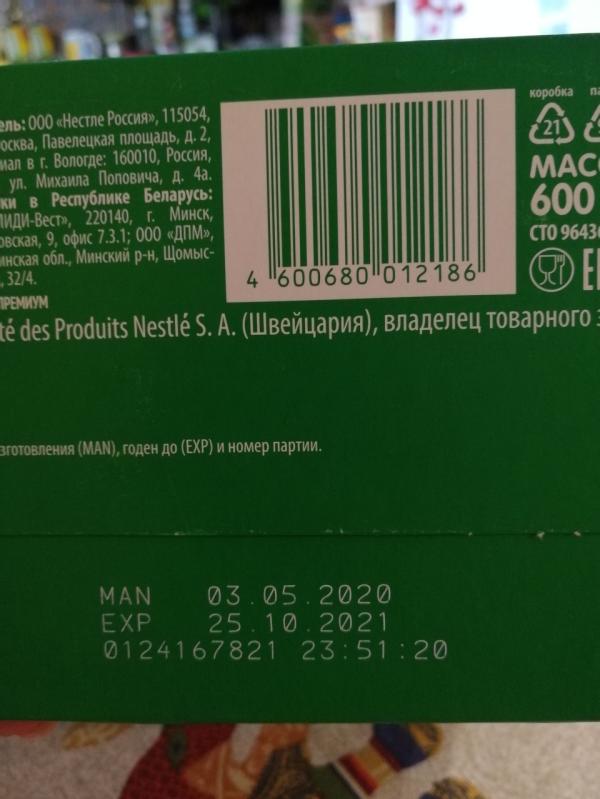 ель: ООО «Нестле Россия», 115054,
осква, Павелецкая площадь, д. 2,
иал в г. Вологде: 160010, Россия,
ул. Михаила Поповича, д. 4а.
ки в Республике Беларусь:
ИДИ-Вест», 220140, г. Минск,
овская, 9, офис 7.3.1; ООО «ДПМ»,
инская обл., Минский р-н, Щомыс-
, 32/4.
ПРЕМИУМ
té des Produits Nestlé S. A. (Швейцария), владелец товарного
4 600680 012186
коробка
21
МАСС
600
СТО 9643
зготовления (MAN), годен до (EXP) и номер партии.
MAN 03.05.2020
EXP 25.10.2021
0124167821 23:51:20